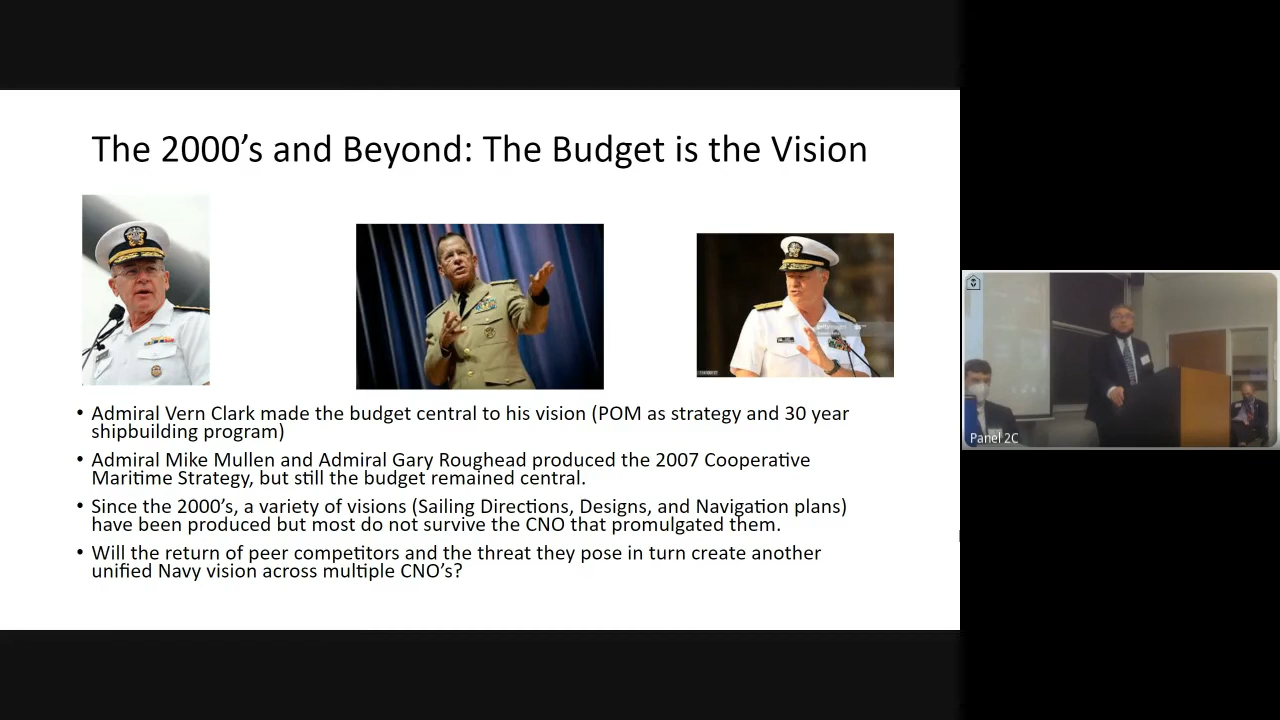 The 2000's and Beyond: The Budget is the Vision
• Admiral Vern Clark made the budget central to his vision (POM as strategy and 30 year
shipbuilding program)
• Admiral Mike Mullen and Admiral Gary Roughead produced the 2007 Cooperative
Maritime Strategy, but still the budget remained central.
• Since the 2000's, a variety of visions (Sailing Directions, Designs, and Navigation plans)
have been produced but most do not survive the CNO that promulgated them.
• Will the return of peer competitors and the threat they pose in turn create another
unified Navy vision across multiple CNO's?
Panel 2C